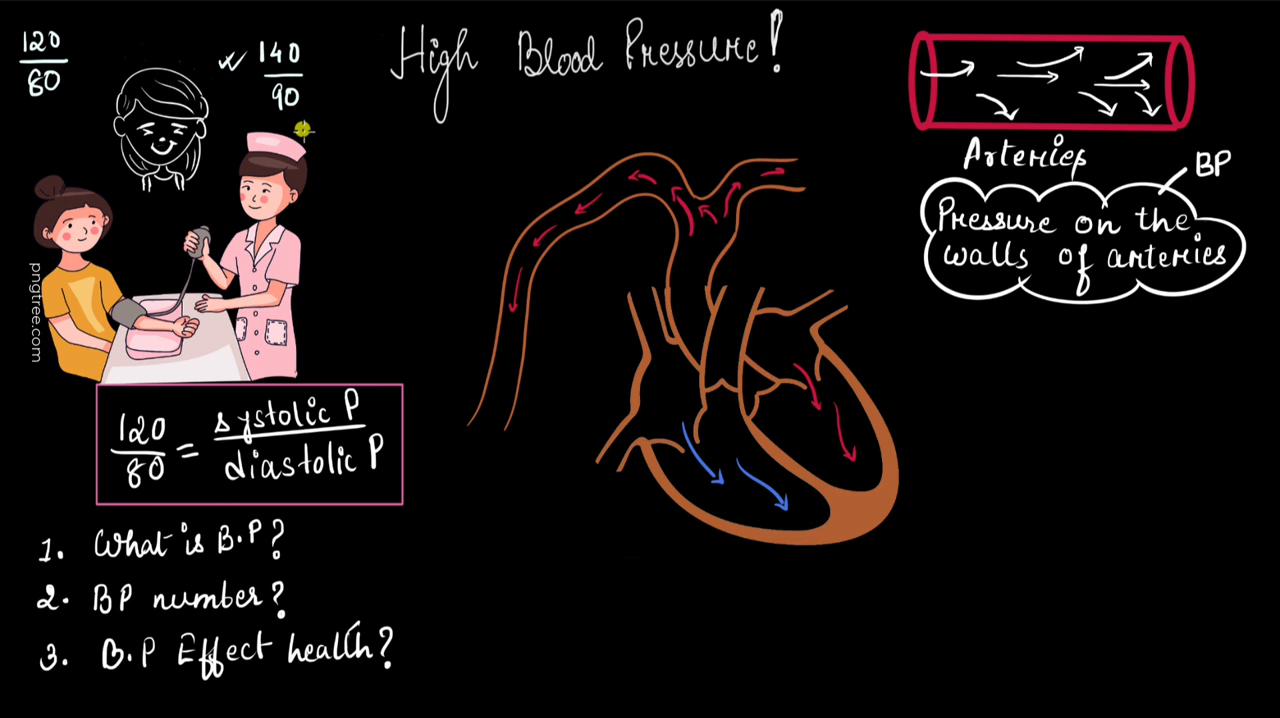 High Blood Pressure!
120
80
140
90
pngtree.com
120
80
=
systolic P
diastolic P
1. What is B.P?
2. BP number?
3. B.P Effect health?
Arteries
BP
Pressure on the
walls of arteries